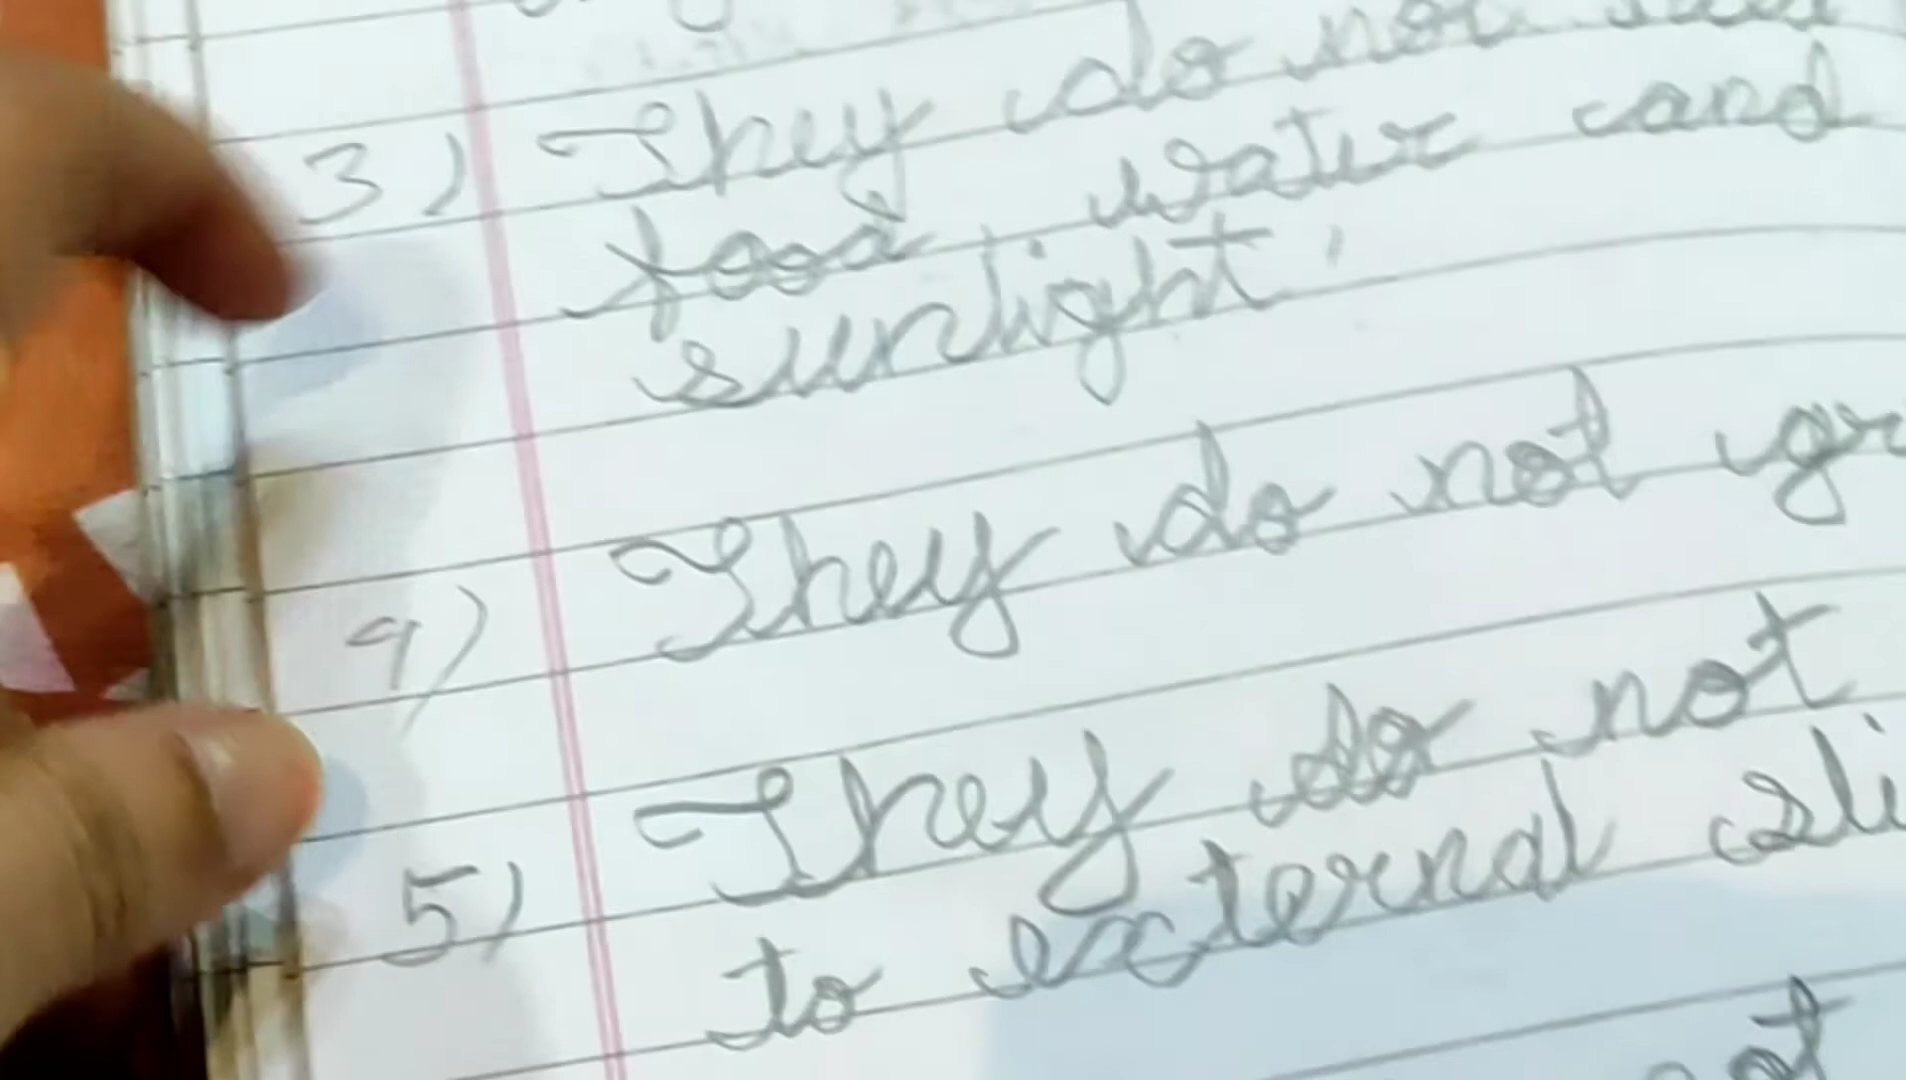 3) They do not
food, water and
sunlight.
4) They do not gr
5) They do not
to external sti
not